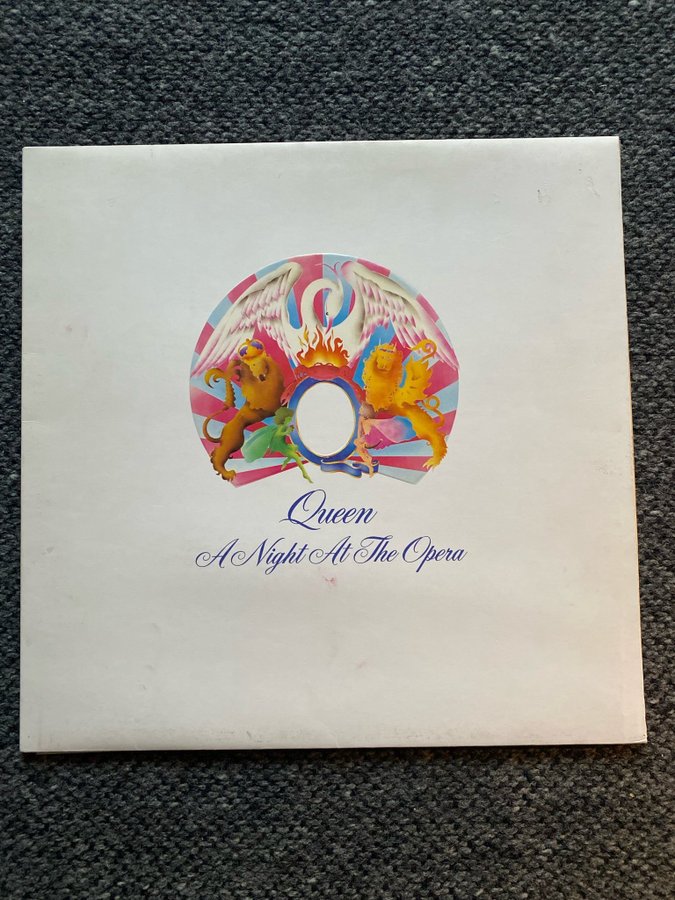 Queen
A Night At The Opera